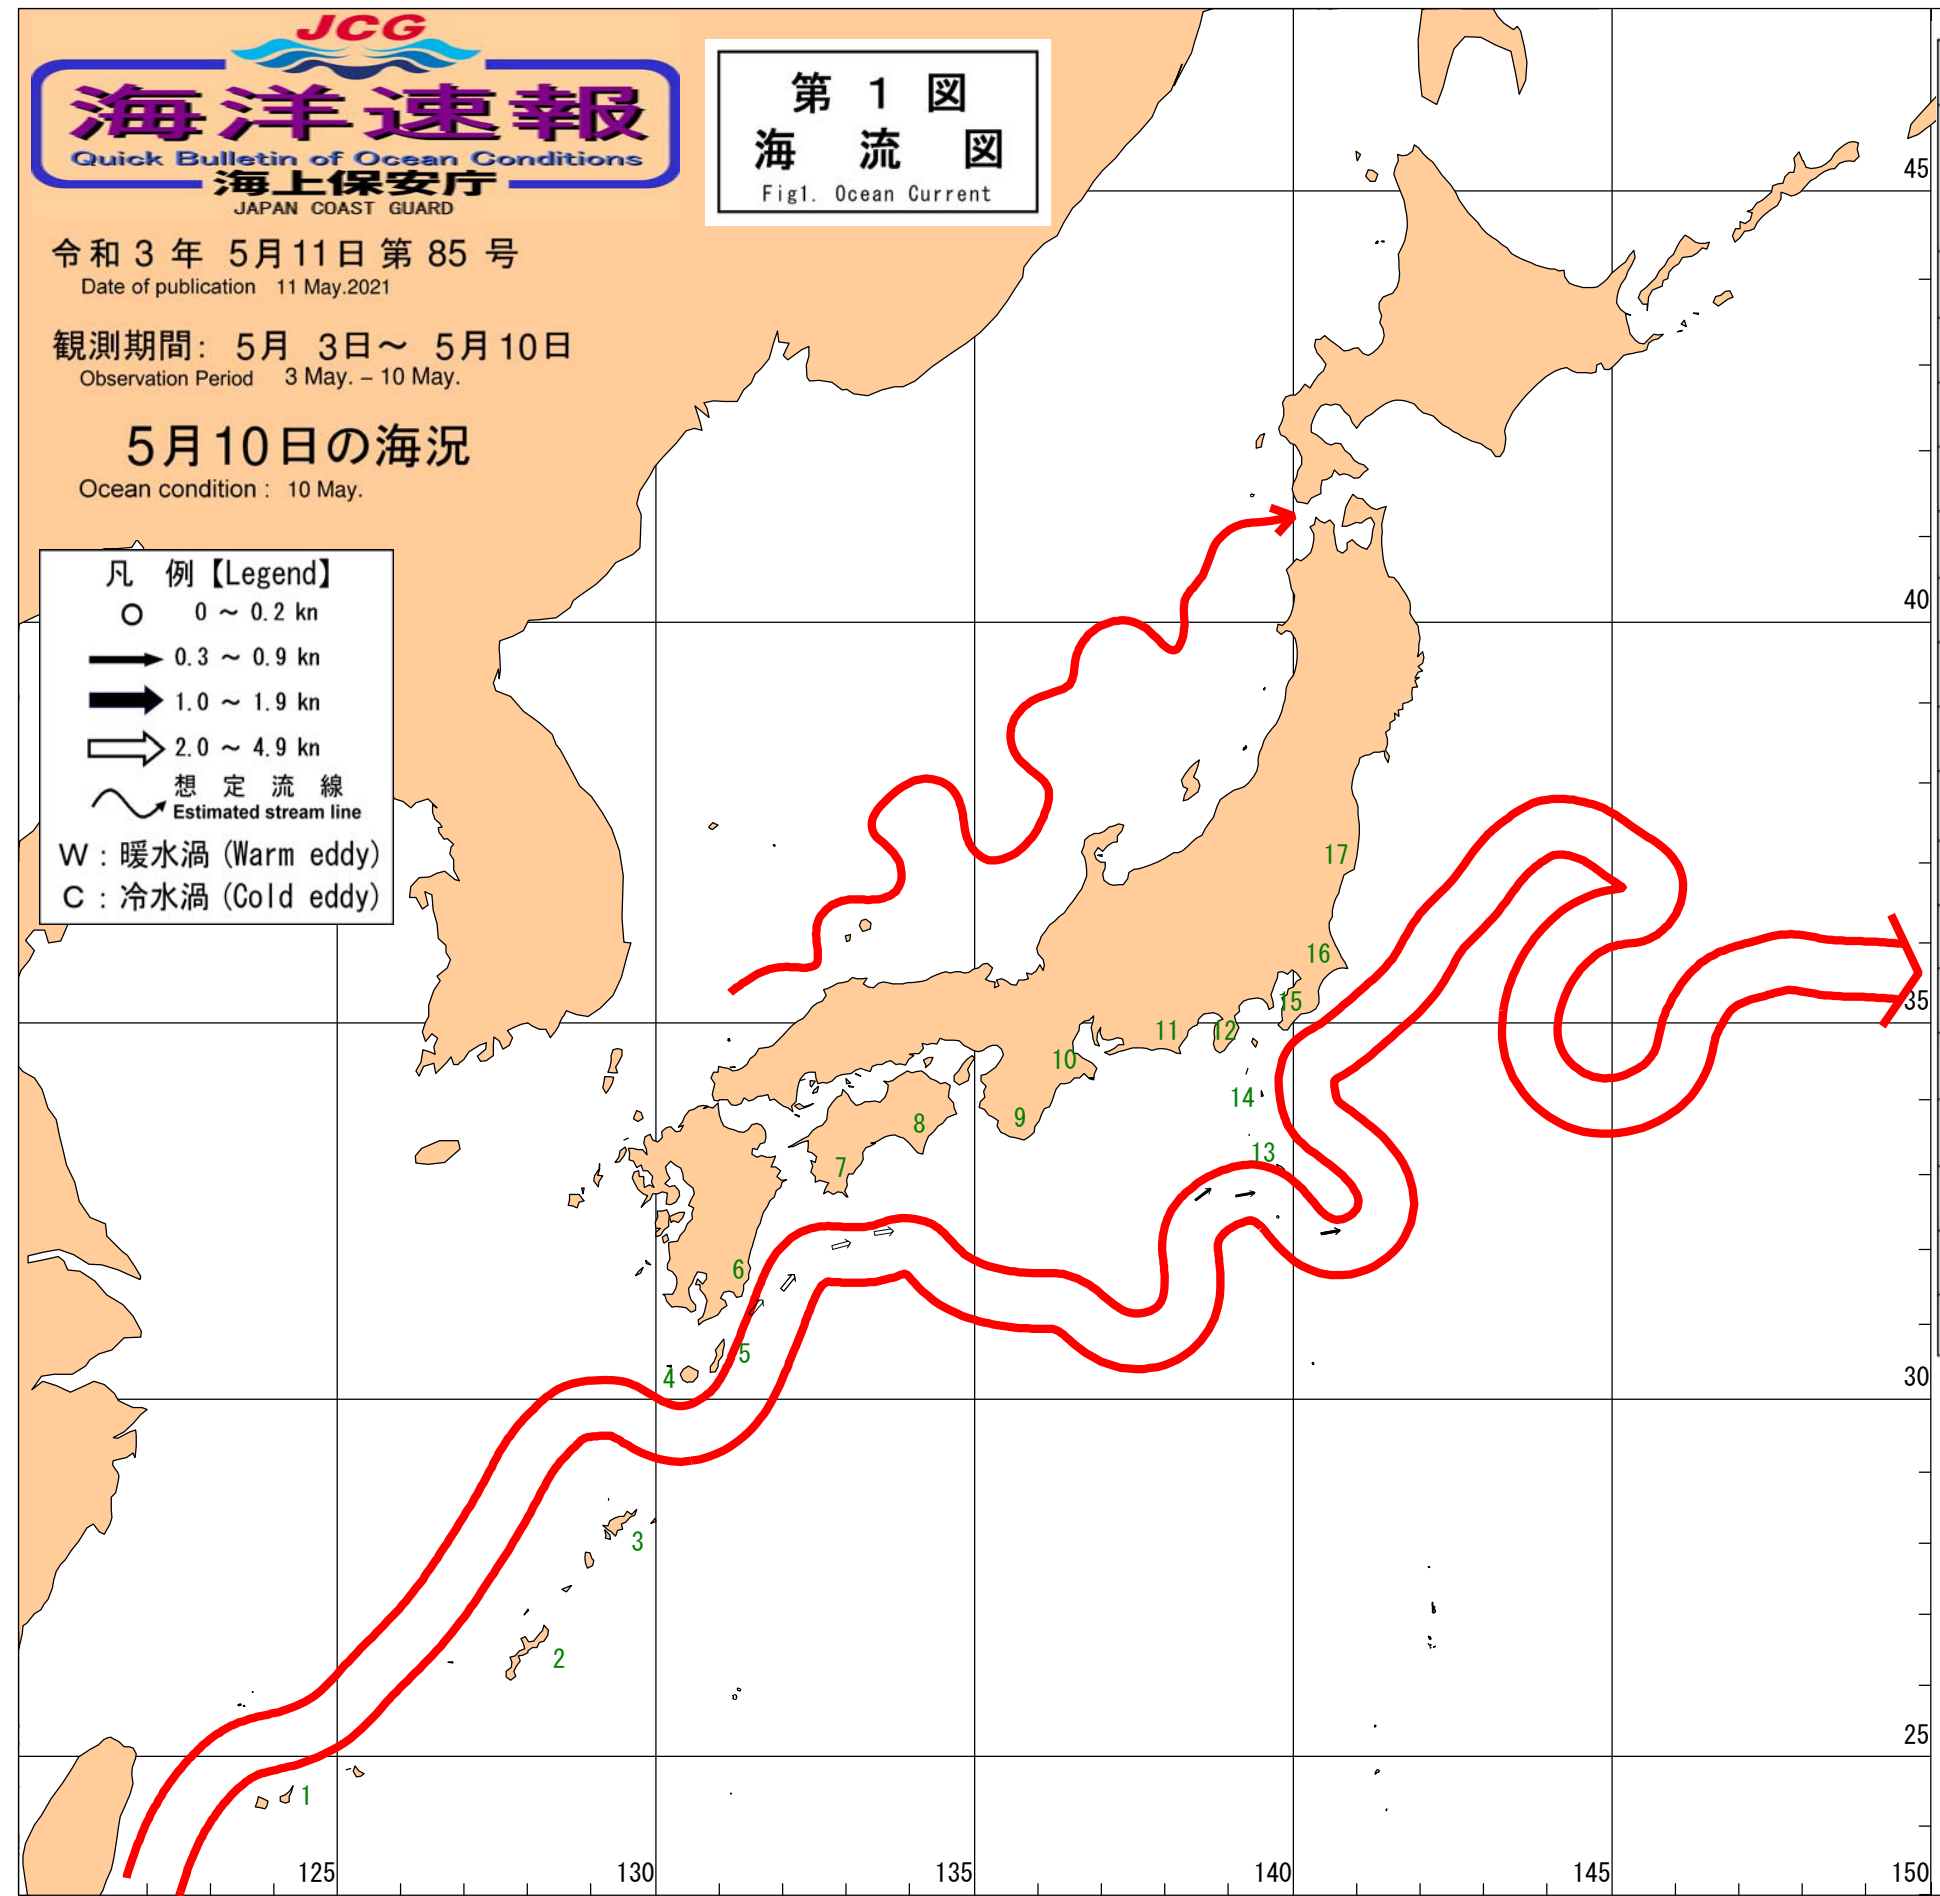 JCG
海洋速報
Quick Bulletin of Ocean Conditions
海上保安庁
JAPAN COAST GUARD
第 1 図
海 流 図
Fig1. Ocean Current
令和 3 年 5月11日 第 85 号
Date of publication 11 May.2021
観測期間: 5月 3日～ 5月10日
Observation Period 3 May. – 10 May.
5月10日の海況
Ocean condition : 10 May.
凡 例【Legend】
0 ～ 0.2 kn
0.3 ～ 0.9 kn
1.0 ～ 1.9 kn
2.0 ～ 4.9 kn
想 定 流 線
Estimated stream line
W : 暖水渦 (Warm eddy)
C : 冷水渦 (Cold eddy)
45
40
17
16
35
15
12
11
10
14
9
8
13
7
6
5
4
30
3
2
25
1
125
130
135
140
145
150